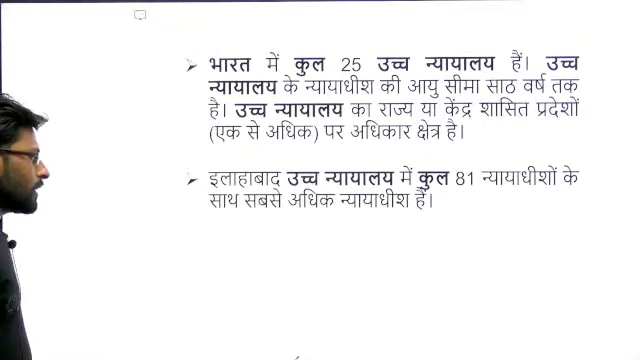 भारत में कुल 25 उच्च न्यायालय हैं। उच्च
न्यायालय के न्यायाधीश की आयु सीमा साठ वर्ष तक
है। उच्च न्यायालय का राज्य या केंद्र शासित प्रदेशों
(एक से अधिक) पर अधिकार क्षेत्र है।
इलाहाबाद उच्च न्यायालय में कुल 81 न्यायाधीशों के
साथ सबसे अधिक न्यायाधीश हैं।